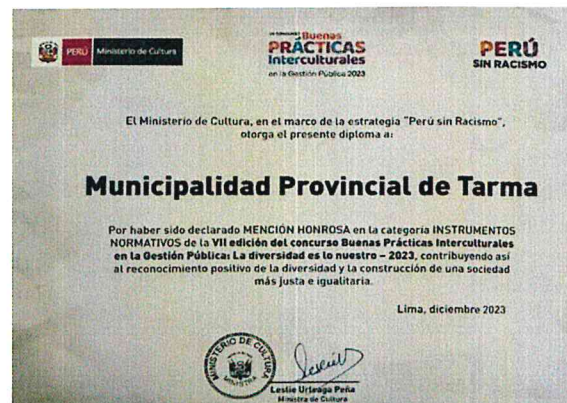 PERÚ Ministerio de Cultura
Buenas
PRÁCTICAS
Interculturales
en la Gestión Pública 2023
PERÚ
SIN RACISMO
El Ministerio de Cultura, en el marco de la estrategia "Perú sin Racismo",
otorga el presente diploma a:
Municipalidad Provincial de Tarma
Por haber sido declarado MENCIÓN HONROSA en la categoría INSTRUMENTOS
NORMATIVOS de la VII edición del concurso Buenas Prácticas Interculturales
en la Gestión Pública: La diversidad es lo nuestro – 2023, contribuyendo así
al reconocimiento positivo de la diversidad y la construcción de una sociedad
más justa e igualitaria.
Lima, diciembre 2023
MINISTERIO DE CULTURA
MINISTRA
Leslie Urteaga Peña
Ministra de Cultura